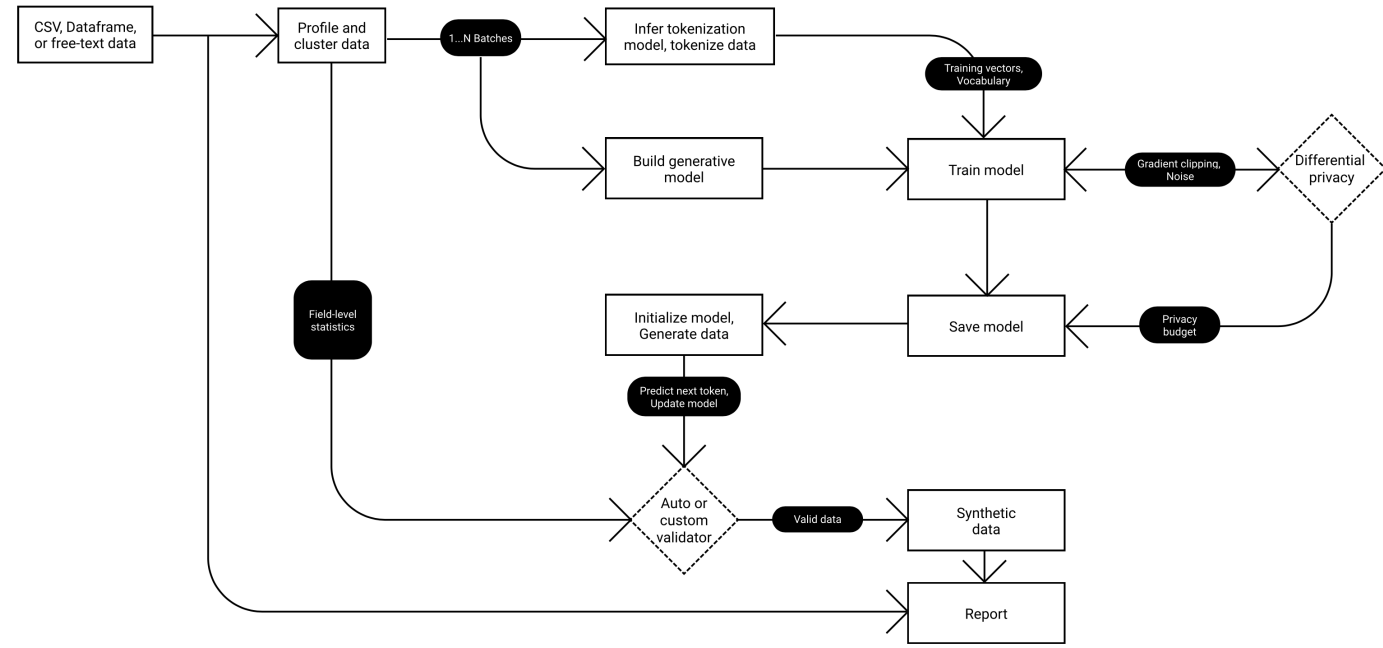 CSV, Dataframe,
or free-text data
Profile and
cluster data
1...N Batches
Infer tokenization
model, tokenize data
Training vectors,
Vocabulary
Build generative
model
Train model
Gradient clipping,
Noise
Differential
privacy
Field-level
statistics
Initialize model,
Generate data
Save model
Privacy
budget
Predict next token,
Update model
Auto or
custom
validator
Valid data
Synthetic
data
Report